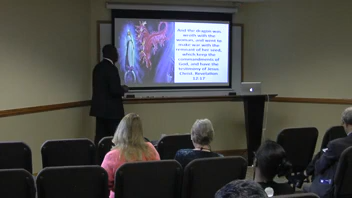 And the dragon was
wroth with the
woman, and went to
make war with the
remnant of her seed,
which keep the
commandments of
God, and have the
testimony of Jesus
Christ. Revelation
12:17